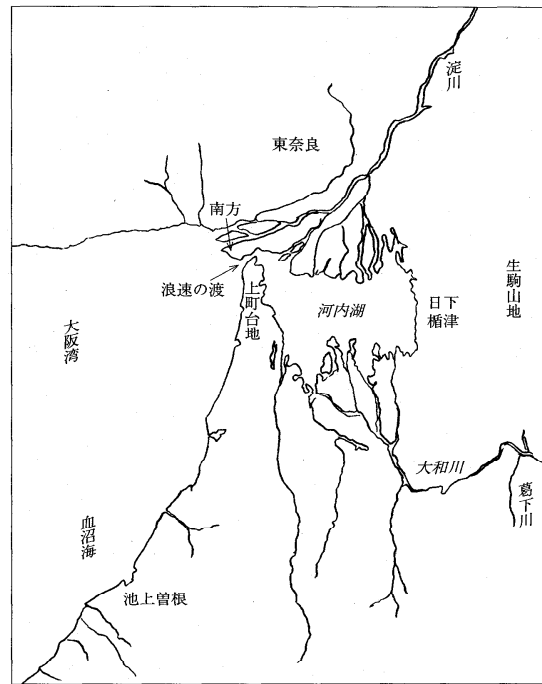 淀川
東奈良
南方
浪速の渡
上町
台地
河内湖
日下
楯津
生駒山地
大阪湾
大和川
葛下川
血沼海
池上曽根